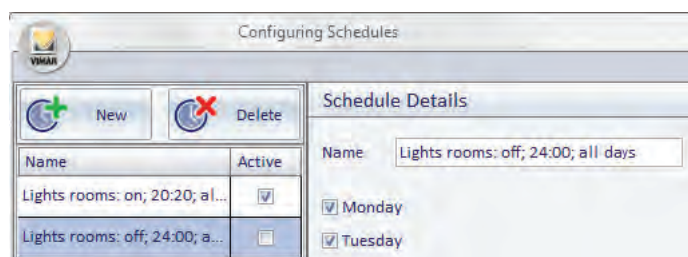 Configuring Schedules
VIMAR
New
Delete
Schedule Details
Name
Active
Name
Lights rooms: off; 24:00; all days
Lights rooms: on; 20:20; al...
Monday
Lights rooms: off; 24:00; a...
Tuesday